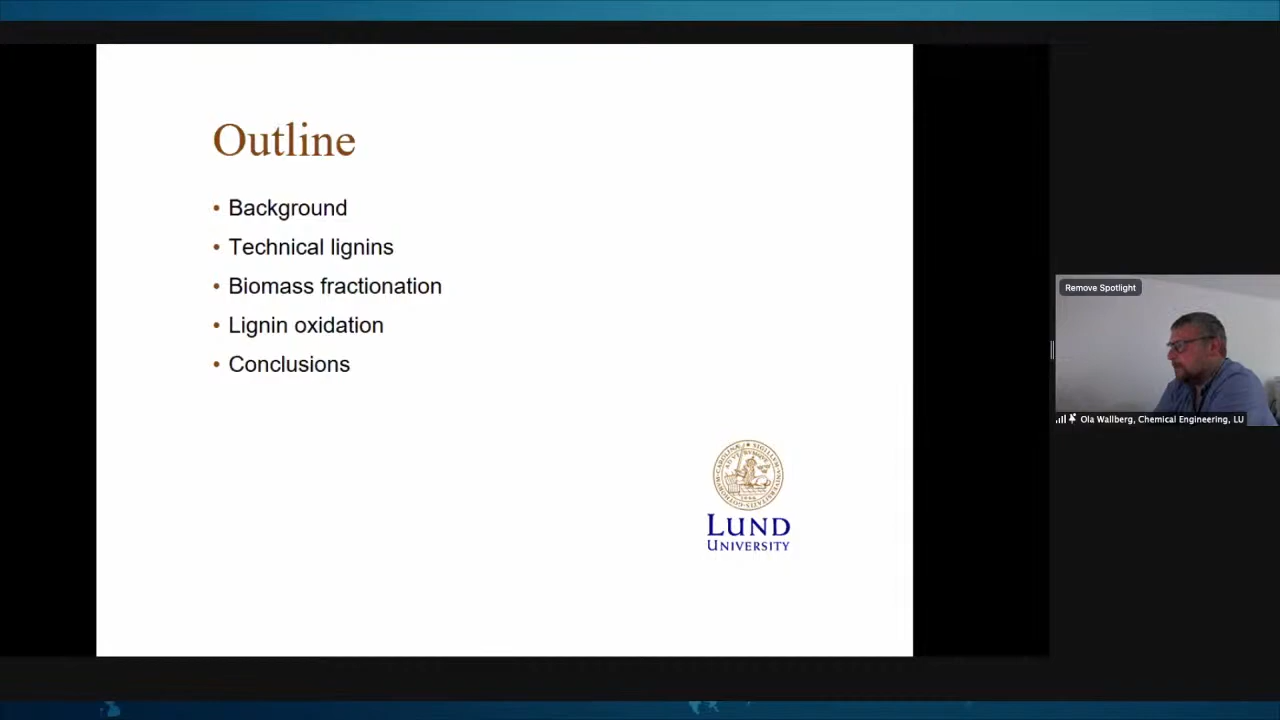 Outline
• Background
• Technical lignins
• Biomass fractionation
• Lignin oxidation
• Conclusions
LUND
UNIVERSITY
Remove Spotlight
Ola Wallberg, Chemical Engineering, LU